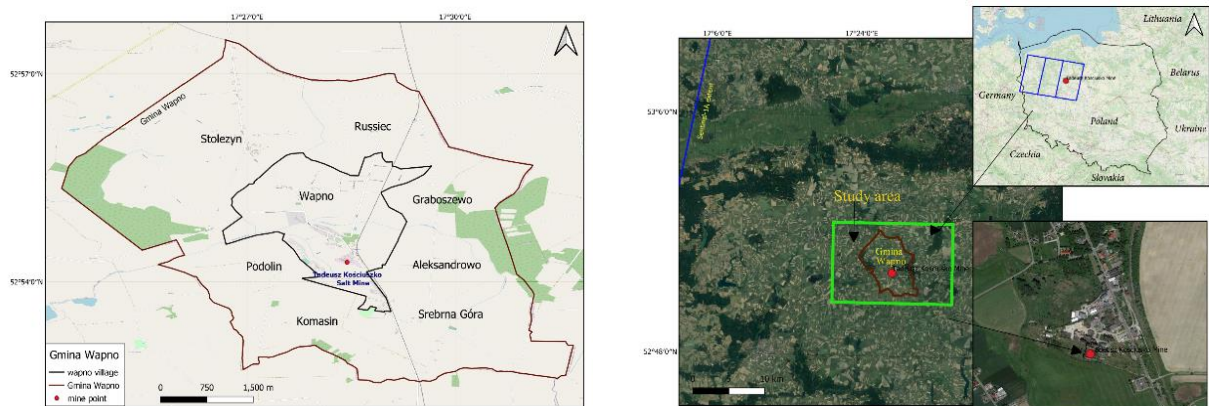 17°27'0"E
17°30'0"E
52°57'0"N
Gmina Wapno
Stolezyn
Russiec
Wapno
Graboszewo
Podolin
Tadeusz Kościuszko
Salt Mine
Aleksandrowo
52°54'0"N
Komasin
Srebrna Góra
Gmina Wapno
wapno village
Gmina Wapno
mine point
0 750 1,500 m
17°6'0"E
17°24'0"E
53°6'0"N
Study area
Gmina
Wapno
52°48'0"N
0 10 km
Lithuania
Belarus
Germany
Poland
Ukraine
Czechia
Slovakia